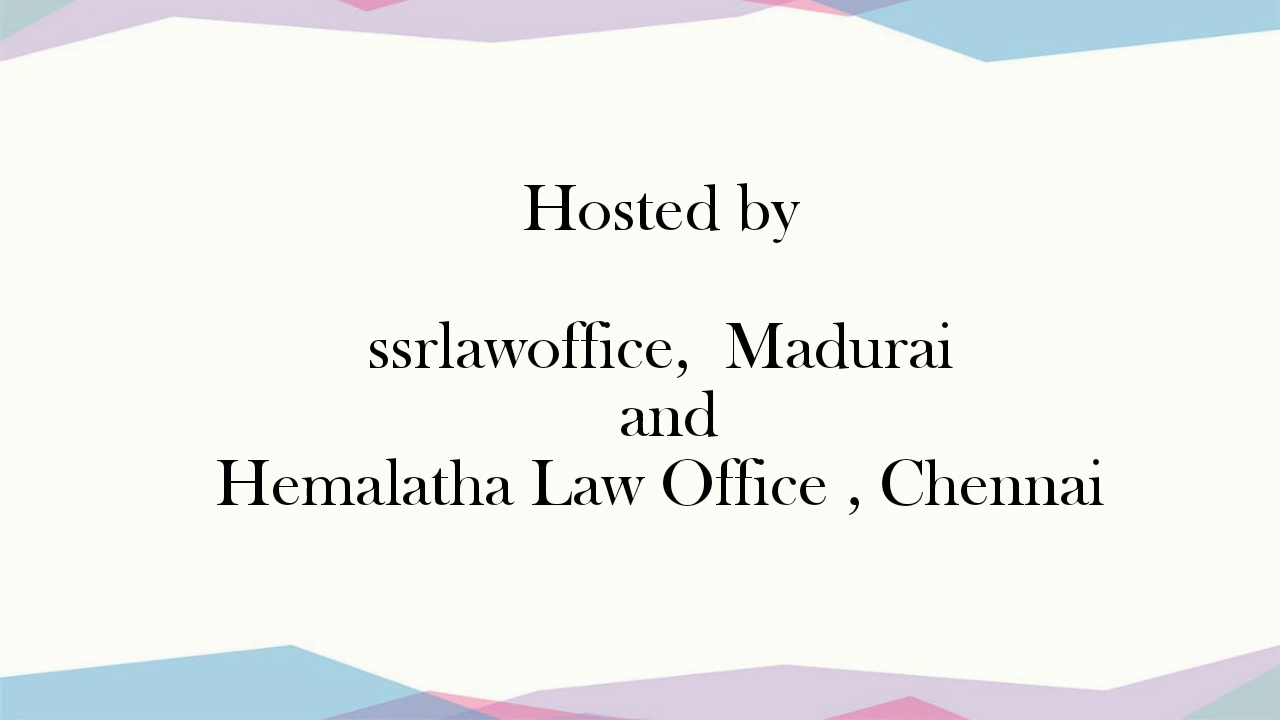 Hosted by
ssrlawoffice,  Madurai
and
Hemalatha Law Office , Chennai